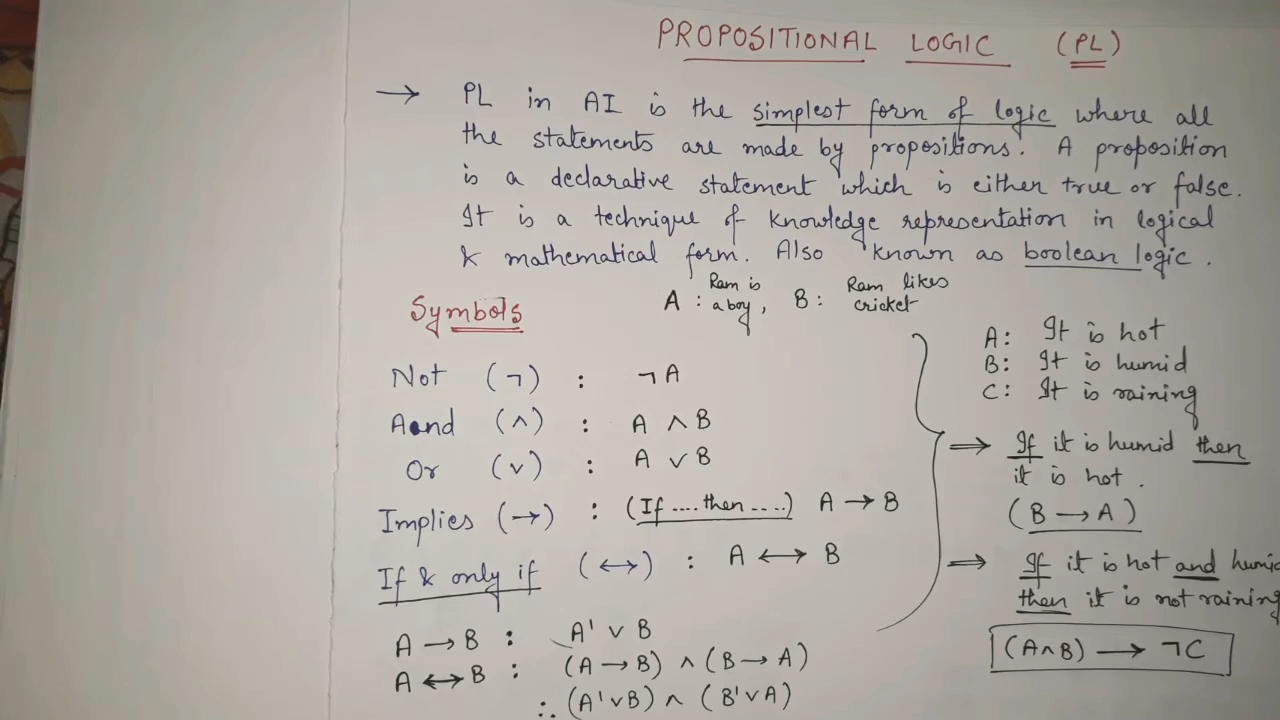 PROPOSITIONAL LOGIC (PL)
→ PL in AI is the simplest form of logic where all
the statements are made by propositions. A proposition
is a declarative statement which is either true or false.
It is a technique of knowledge representation in logical
& mathematical form. Also known as boolean logic.
A : Ram is a boy, B : Ram likes cricket
Symbols
Not (¬) : ¬A
And (∧) : A ∧ B
Or (∨) : A ∨ B
Implies (→) : (If .... then ....) A → B
If & only if (↔) : A ↔ B
A → B : A' ∨ B
A ↔ B : (A → B) ∧ (B → A)
∴ (A' ∨ B) ∧ (B' ∨ A)
A: It is hot
B: It is humid
C: It is raining
⇒ If it is humid then
it is hot.
(B → A)
⇒ If it is hot and humid
then it is not raining
(A ∧ B) → ¬C